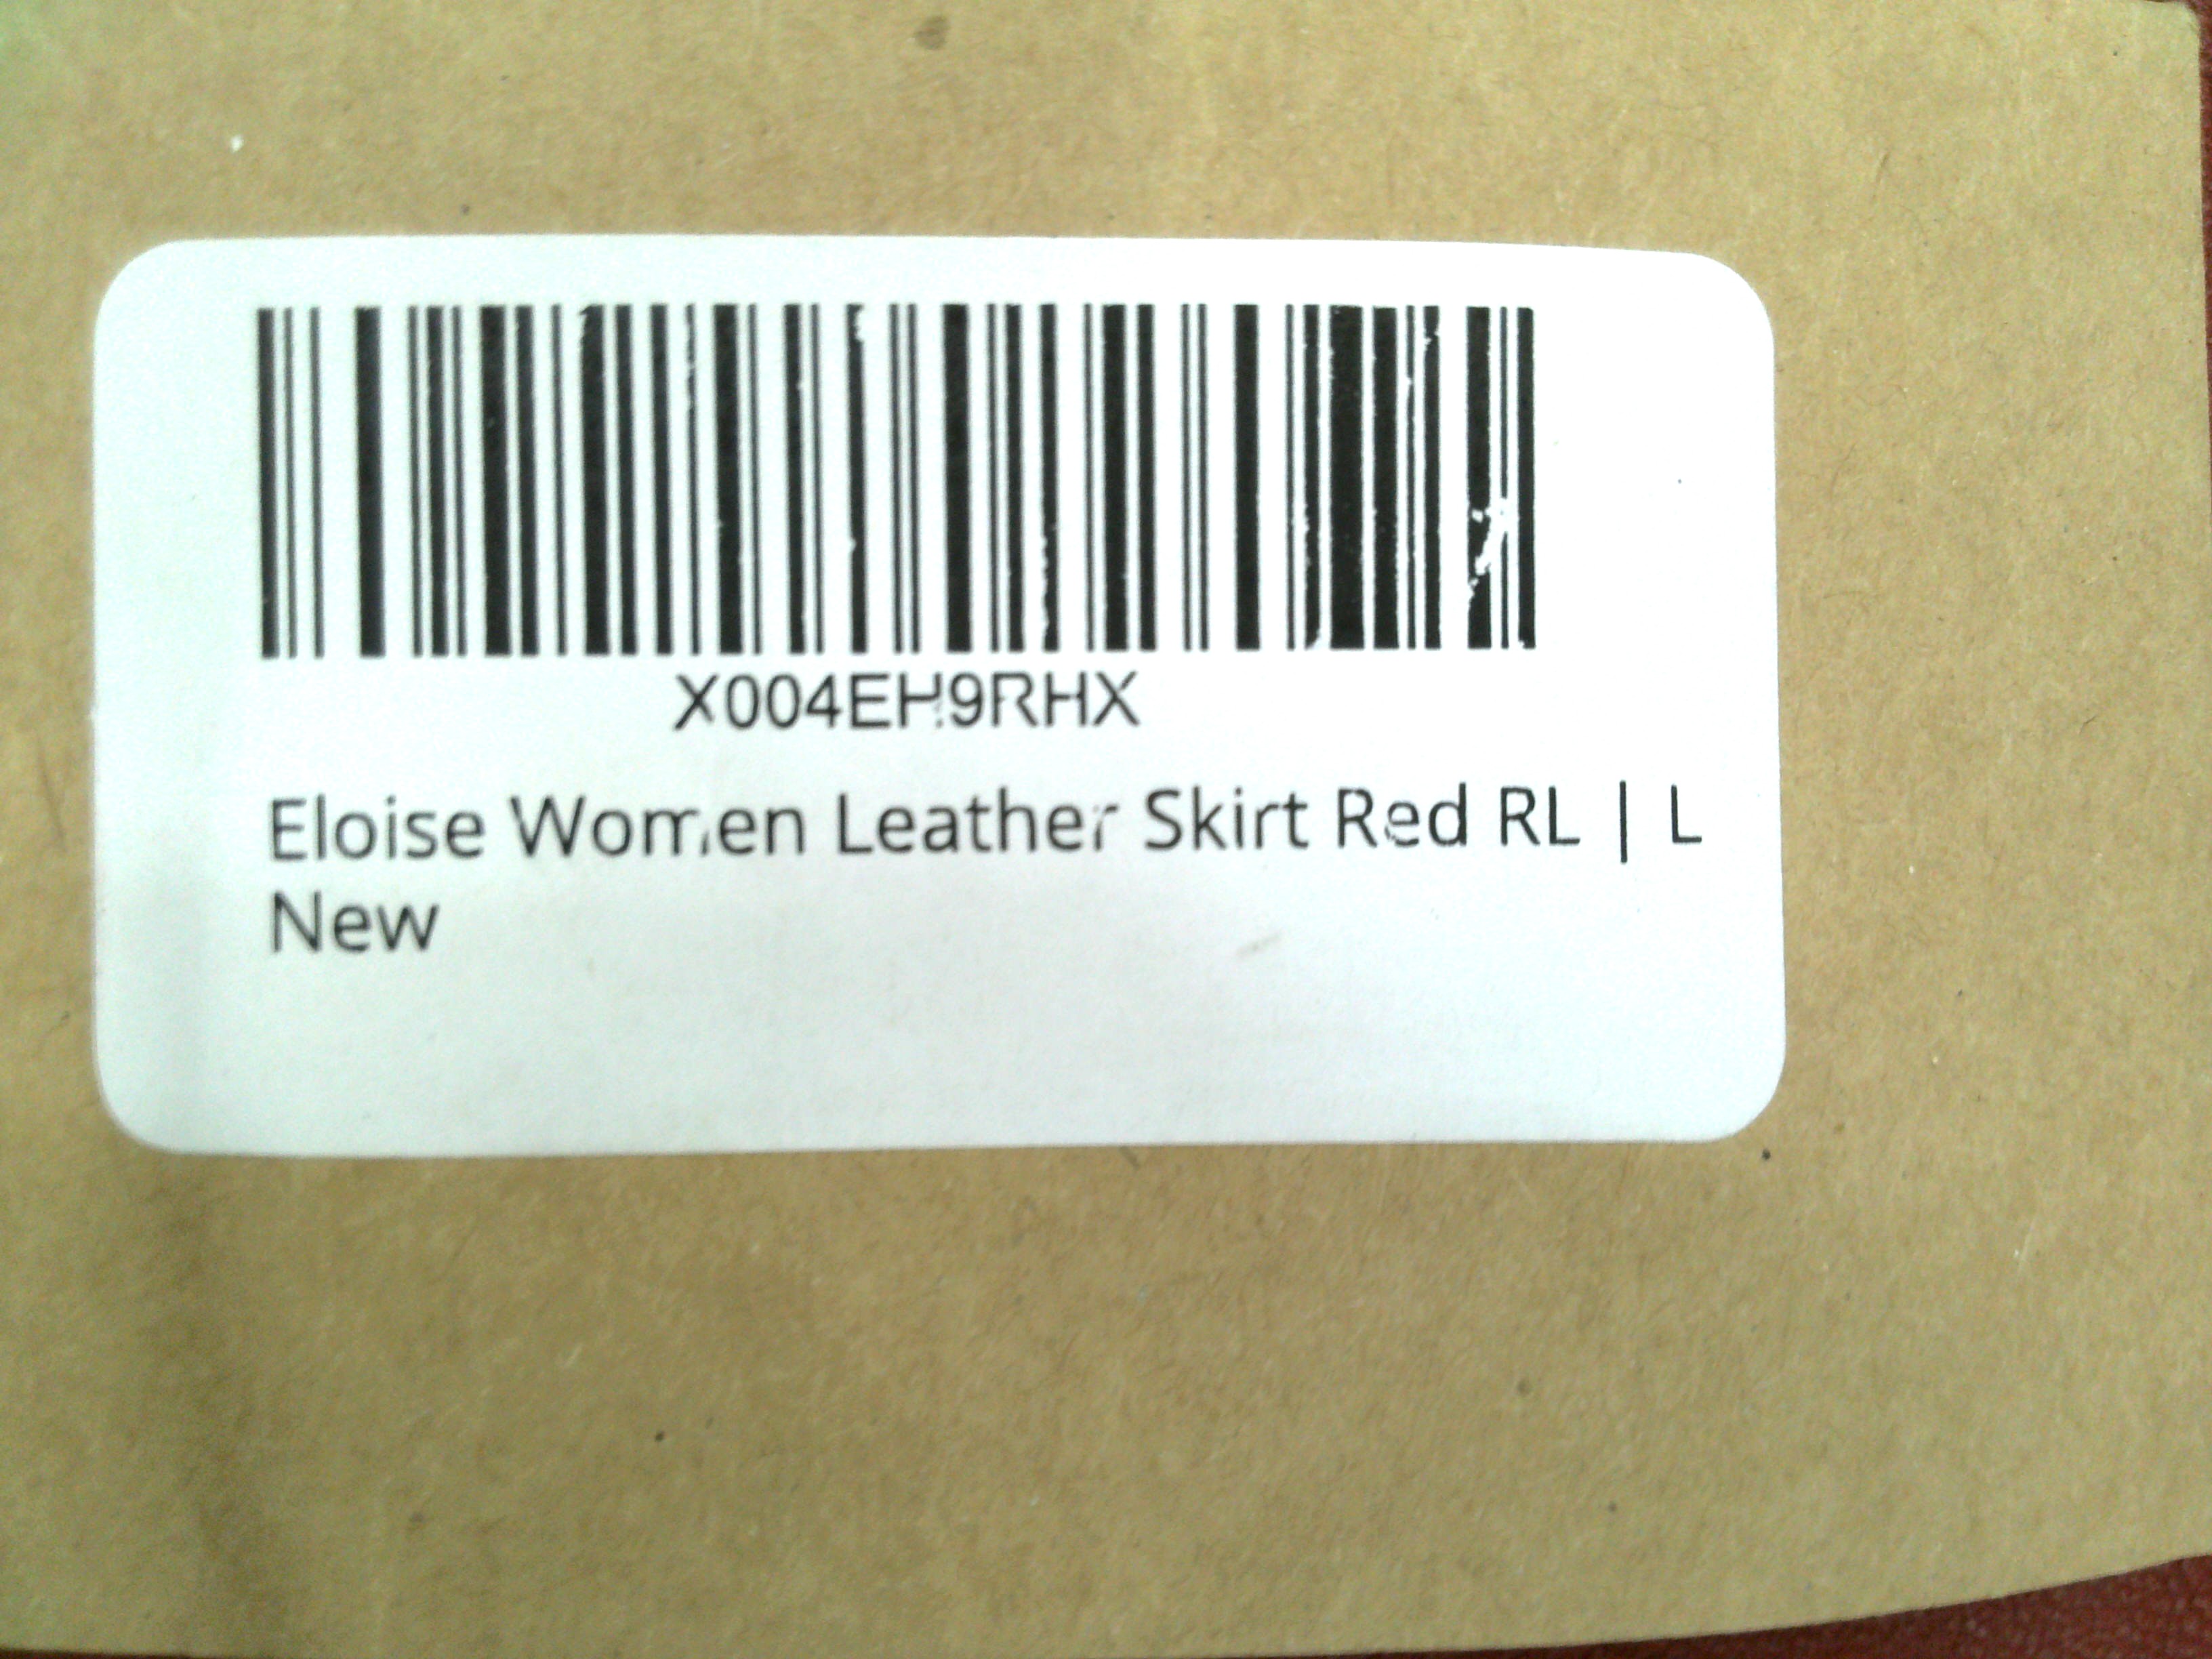 X004EH9RHX
Eloise Women Leather Skirt Red RL | L
New